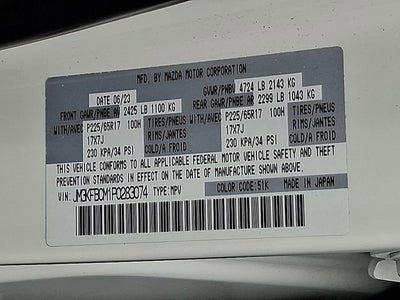 MFD. BY MAZDA MOTOR CORPORATION
DATE 06/23 GVWR/PNBV 4724 LB 2143 KG
FRONT GAWR/PNBE AV 2425 LB 1100 KG REAR GAWR/PNBE AR 2299 LB 1043 KG
WITH/AVEC P225/65R17 100H TIRES/PNEUS WITH/AVEC P225/65R17 100H TIRES/PNEUS
17X7J RIMS/JANTES 17X7J RIMS/JANTES
230 KPA/34 PSI COLD/A FROID 230 KPA/34 PSI COLD/A FROID
THIS VEHICLE CONFORMS TO ALL APPLICABLE FEDERAL MOTOR VEHICLE SAFETY AND THEFT
PREVENTION STANDARDS IN EFFECT ON THE DATE OF MANUFACTURE SHOWN ABOVE.
VIN: JM3KFBCM1P0283074 TYPE:MPV COLOR CODE:51K MADE IN JAPAN